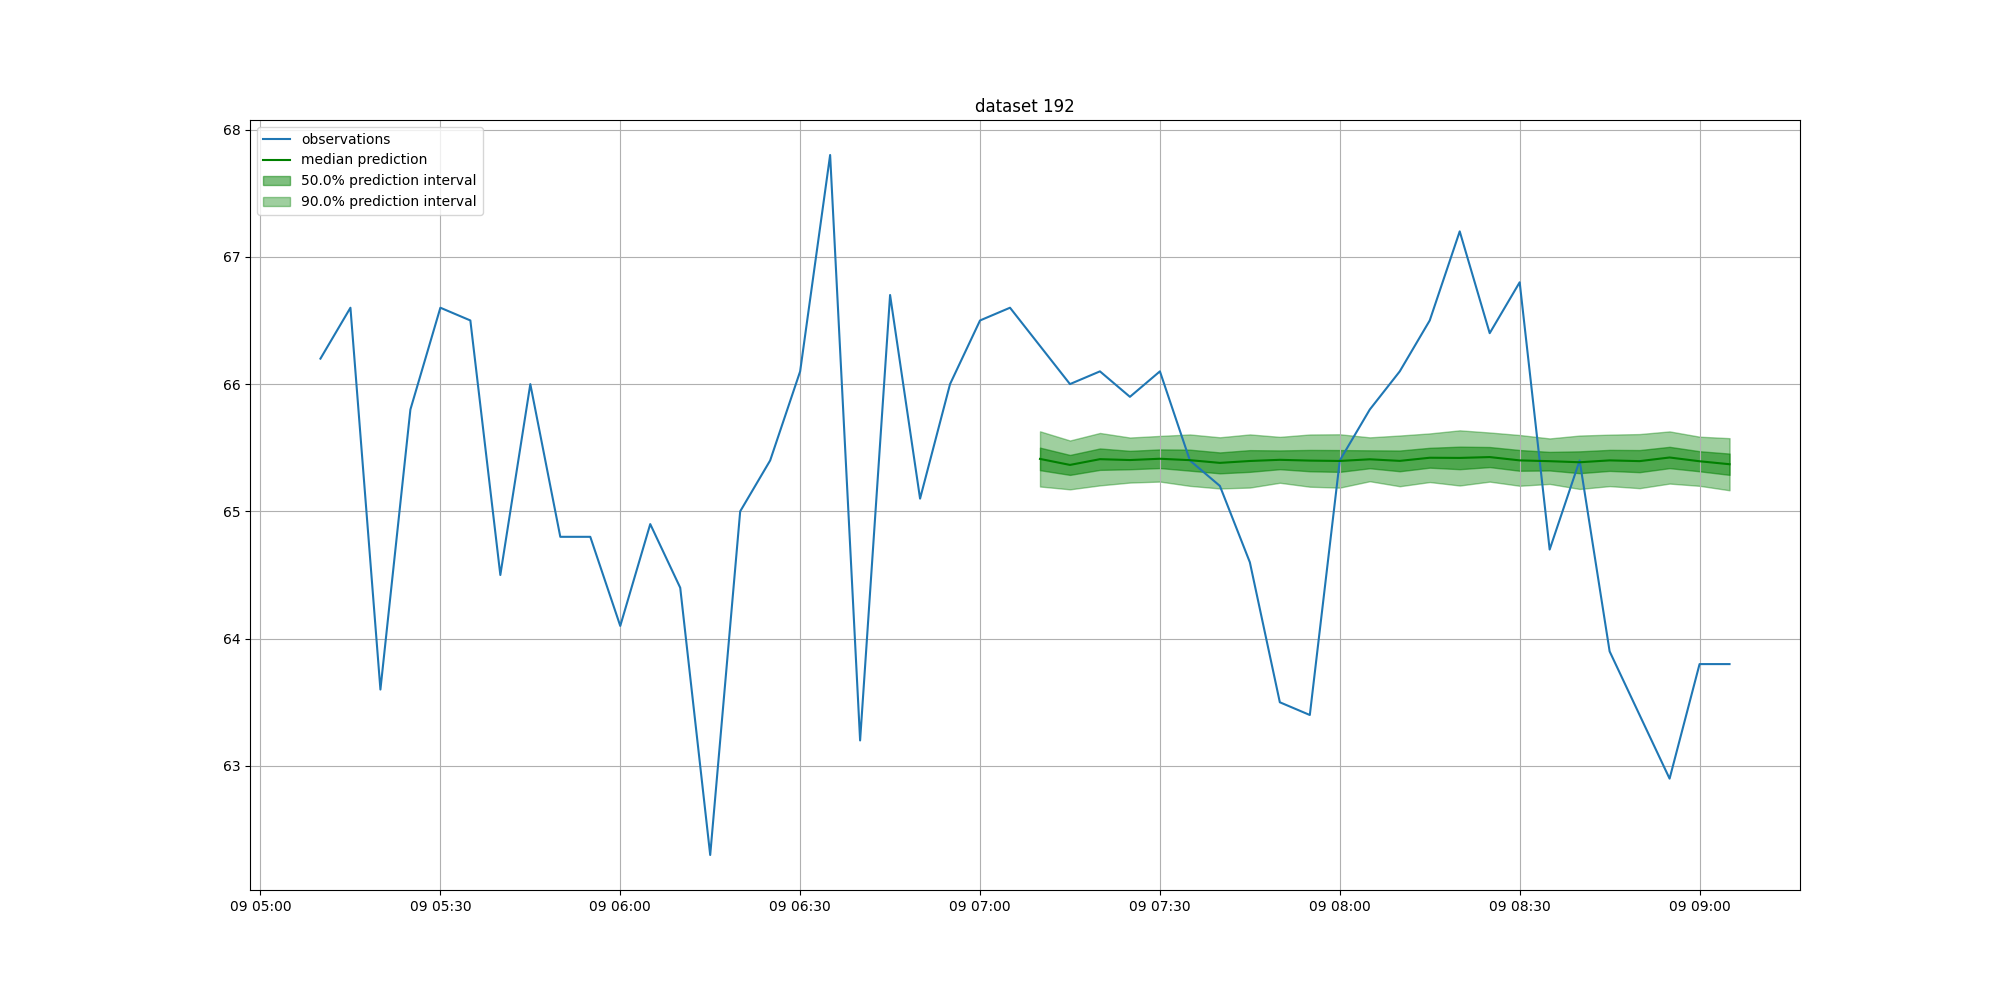 dataset 192
observations
median prediction
50.0% prediction interval
90.0% prediction interval
68
67
66
65
64
63
09 05:00 09 05:30 09 06:00 09 06:30 09 07:00 09 07:30 09 08:00 09 08:30 09 09:00